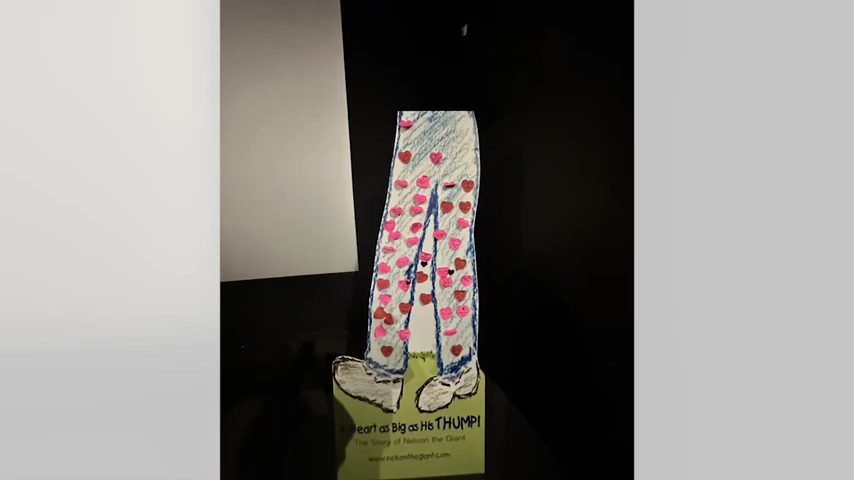 A Heart as Big as His THUMP!
The Story of Nelson the Giant
www.nelsonthegiant.com